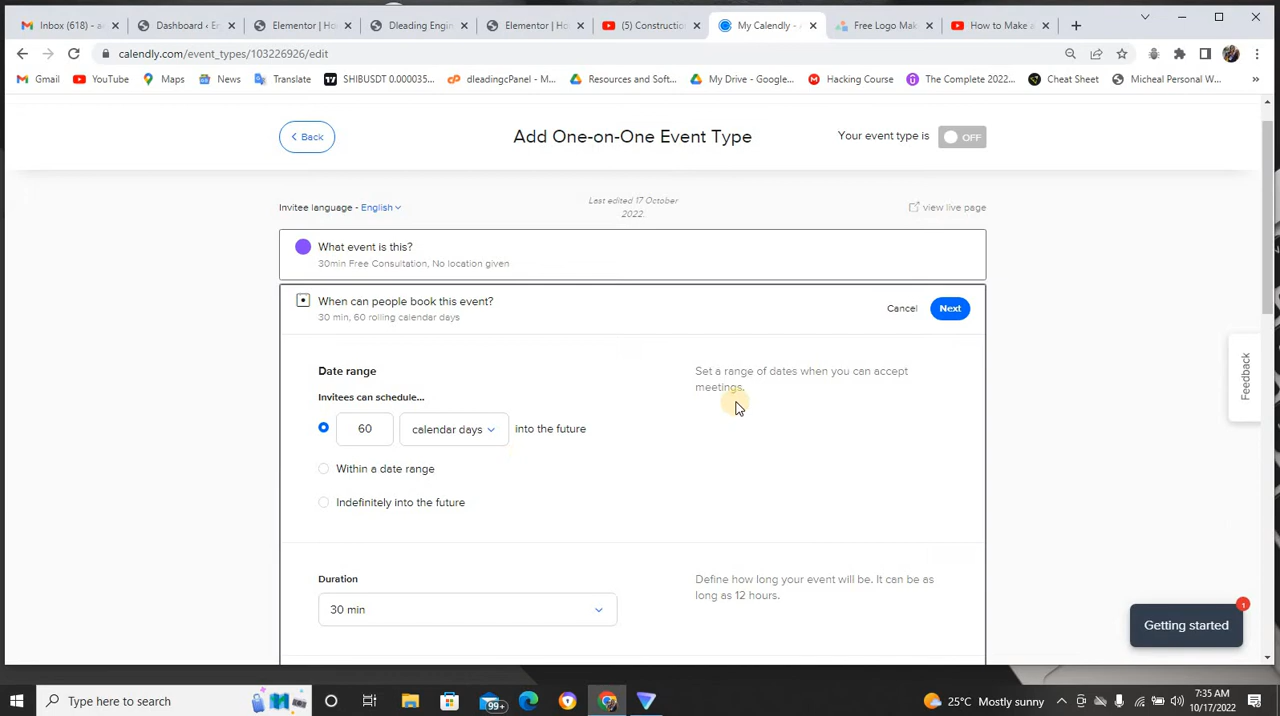 Inbox (618) - a
Dashboard ‹ E
Elementor | Ho
Dleading Engin
Elementor | Ho
(5) Construction
My Calendly -
Free Logo Mak
How to Make a
calendly.com/event_types/103226926/edit
Gmail
YouTube
Maps
News
Translate
SHIBUSDT 0.000035...
dleadingcPanel - M...
Resources and Soft...
My Drive - Google...
Hacking Course
The Complete 2022...
Cheat Sheet
Micheal Personal W...
»
Back
Add One-on-One Event Type
Your event type is
OFF
Invitee language - English
Last edited 17 October
2022.
view live page
What event is this?
30min Free Consultation, No location given
When can people book this event?
30 min, 60 rolling calendar days
Cancel
Next
Date range
Set a range of dates when you can accept
meetings.
Invitees can schedule...
60
calendar days
into the future
Within a date range
Indefinitely into the future
Duration
Define how long your event will be. It can be
as long as 12 hours.
30 min
Feedback
Getting started
1
Type here to search
99+
25°C Mostly sunny
7:35 AM
10/17/2022